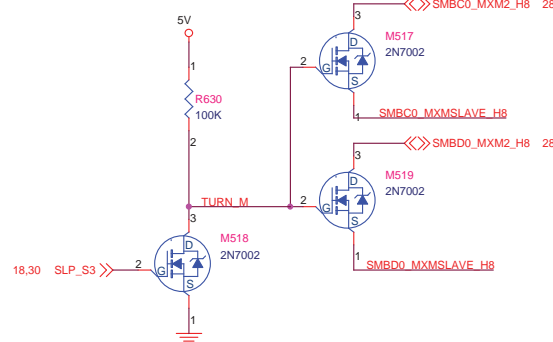 3
SMBC0_MXM2_H8 28
5V
M517
2N7002
D
G
S
1
2
1
R630
100K
2
SMBC0_MXMSLAVE_H8
3
SMBD0_MXM2_H8 28
M519
2N7002
D
G
S
2
1
TURN_M
3
M518
2N7002
D
G
S
18,30 SLP_S3
2
SMBD0_MXMSLAVE_H8
1